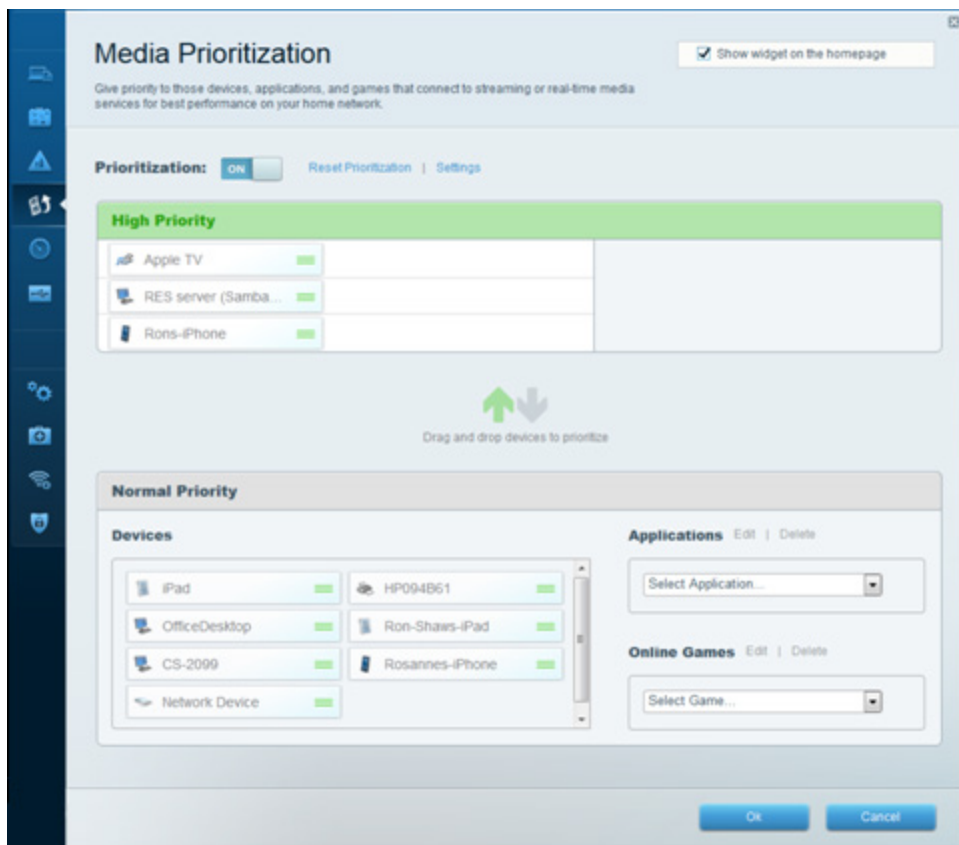 Media Prioritization
Show widget on the homepage
Give priority to those devices, applications, and games that connect to streaming or real-time media
services for best performance on your home network.
Prioritization: ON Reset Prioritization | Settings
High Priority
Apple TV
RES server (Samba...
Rons-iPhone
Drag and drop devices to prioritize
Normal Priority
Devices
iPad
HP094B61
OfficeDesktop
Ron-Shaws-iPad
CS-2099
Rosannes-iPhone
Network Device
Applications Edit | Delete
Select Application...
Online Games Edit | Delete
Select Game...
Ok Cancel